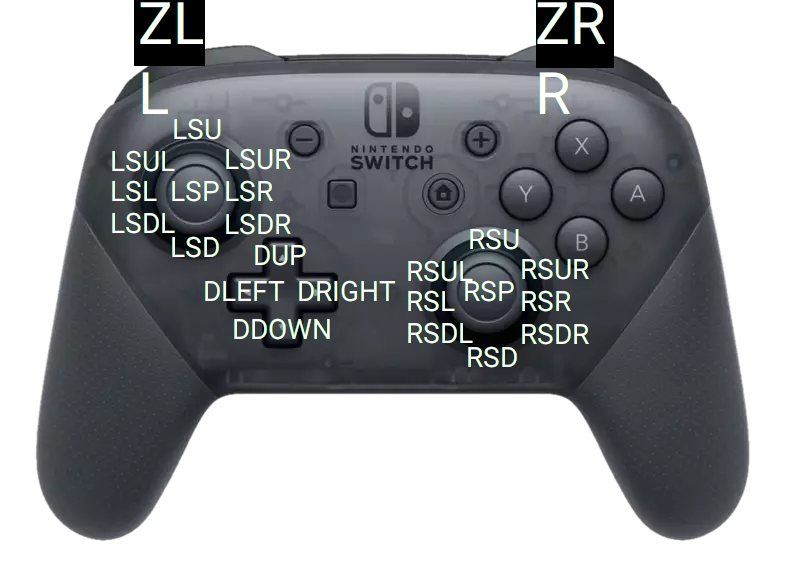 ZL
ZR
L
R
LSU
LSUL
LSUR
LSL
LSP
LSR
LSDL
LSDR
LSD
NINTENDO
SWITCH
X
Y
A
B
DUP
DLEFT
DRIGHT
DDOWN
RSU
RSUL
RSUR
RSL
RSP
RSR
RSDL
RSDR
RSD